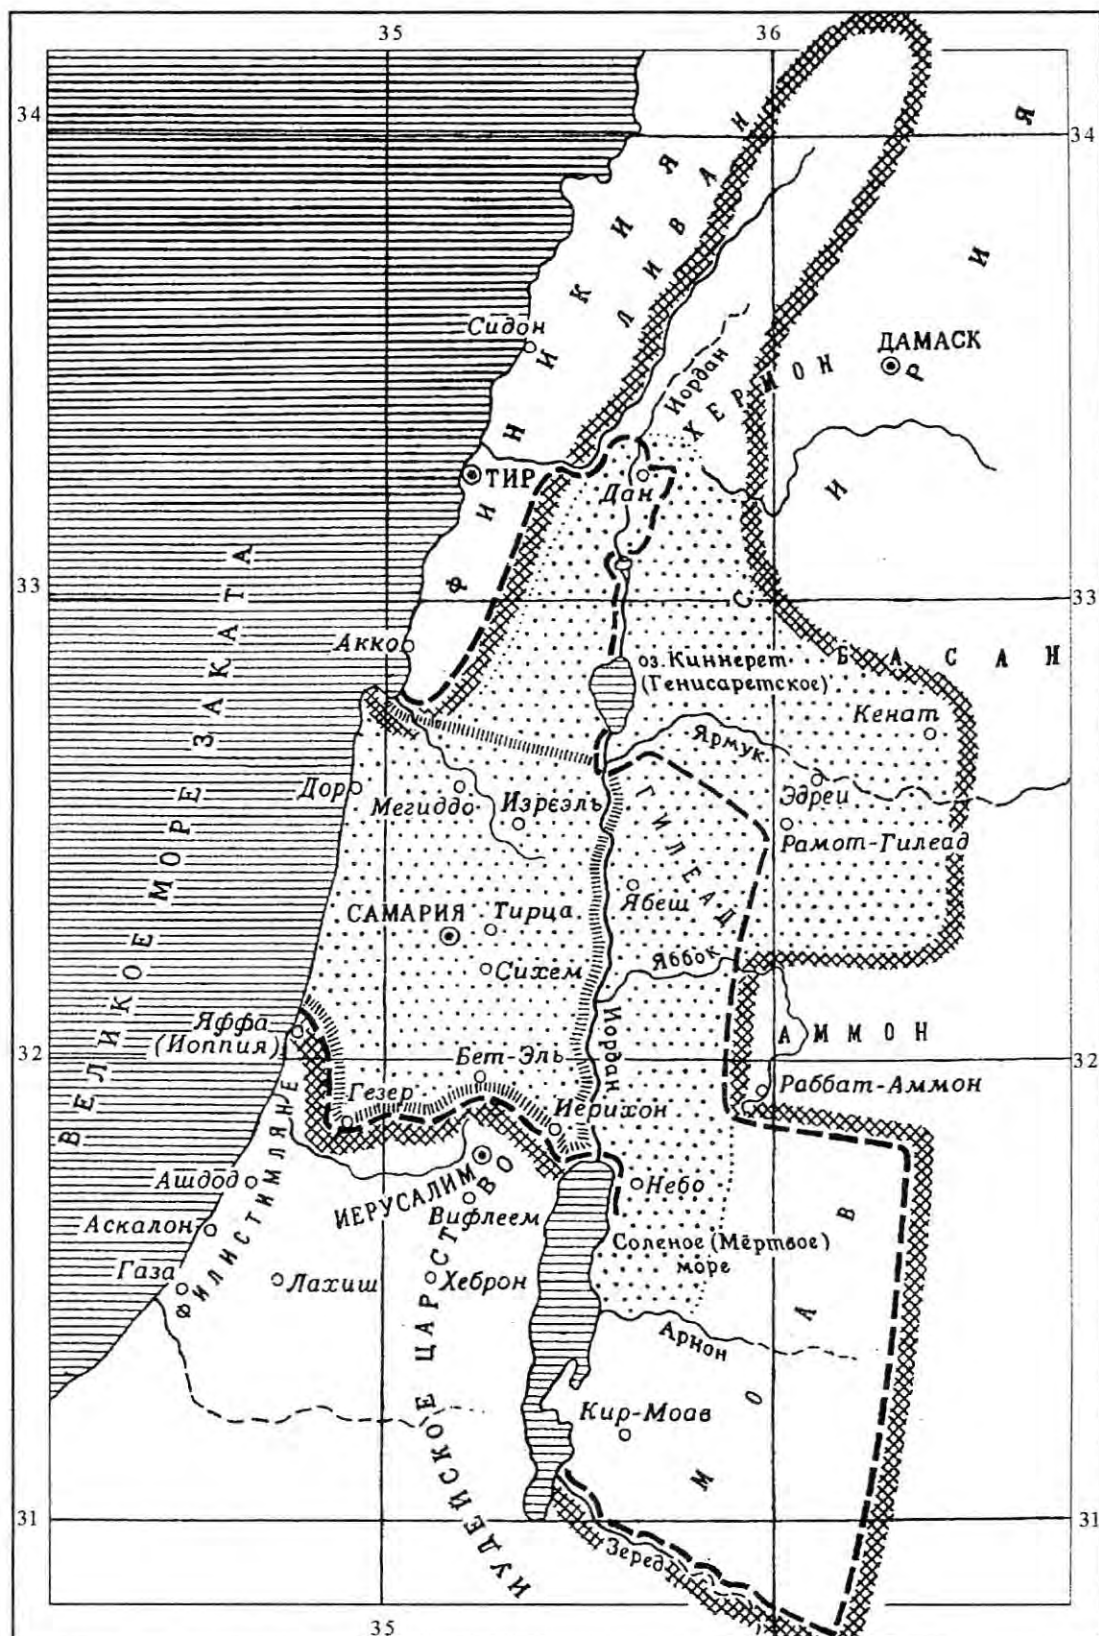 35
36
34
34
ФИНИКИЯ
ЛИВАН
СИРИЯ
Сидон
ДАМАСК
Иордан
ХЕРМОН
ТИР
Дан
33
33
ВЕЛИКОЕ МОРЕ ЗАКАТА
Акко
оз. Киннерет
(Генисаретское)
БАСАН
Кенат
Ярмук
Дор
Мегиддо
Изрeэль
Эдреи
ГИЛЕАД
Рамот-Гилеад
Ябеш
САМАРИЯ
Тирца
Сихем
Яббок
Яффа
(Иоппия)
Иордан
АММОН
32
32
Бет-Эль
Гезер
Иерихон
Раббат-Аммон
ФИЛИСТИМЛЯНЕ
Ашдод
ИЕРУСАЛИМ
Небо
Аскалон
Вифлеем
Соленое (Мёртвое)
море
Газа
Лахиш
Хеброн
МОАВ
Арнон
ИУДЕЙСКОЕ ЦАРСТВО
Кир-Моав
31
31
Зеред
35